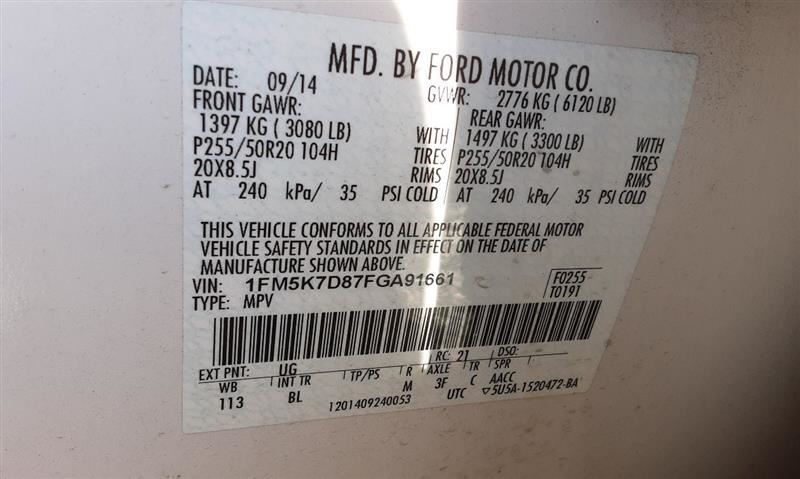 MFD. BY FORD MOTOR CO.
DATE: 09/14 GVWR: 2776 KG ( 6120 LB)
FRONT GAWR: REAR GAWR:
1397 KG ( 3080 LB) WITH 1497 KG ( 3300 LB) WITH
P255/50R20 104H TIRES P255/50R20 104H TIRES
20X8.5J RIMS 20X8.5J RIMS
AT 240 kPa/ 35 PSI COLD AT 240 kPa/ 35 PSI COLD
THIS VEHICLE CONFORMS TO ALL APPLICABLE FEDERAL MOTOR
VEHICLE SAFETY STANDARDS IN EFFECT ON THE DATE OF
MANUFACTURE SHOWN ABOVE.
VIN: 1FM5K7D87FGA91661 F0255
TYPE: MPV T0191
EXT PNT: UG RC: 21 DSO:
WB INT TR TP/PS R AXLE TR SPR
113 BL M 3F C AACC
1201409240053 UTC ▽5U5A-1520472-BA